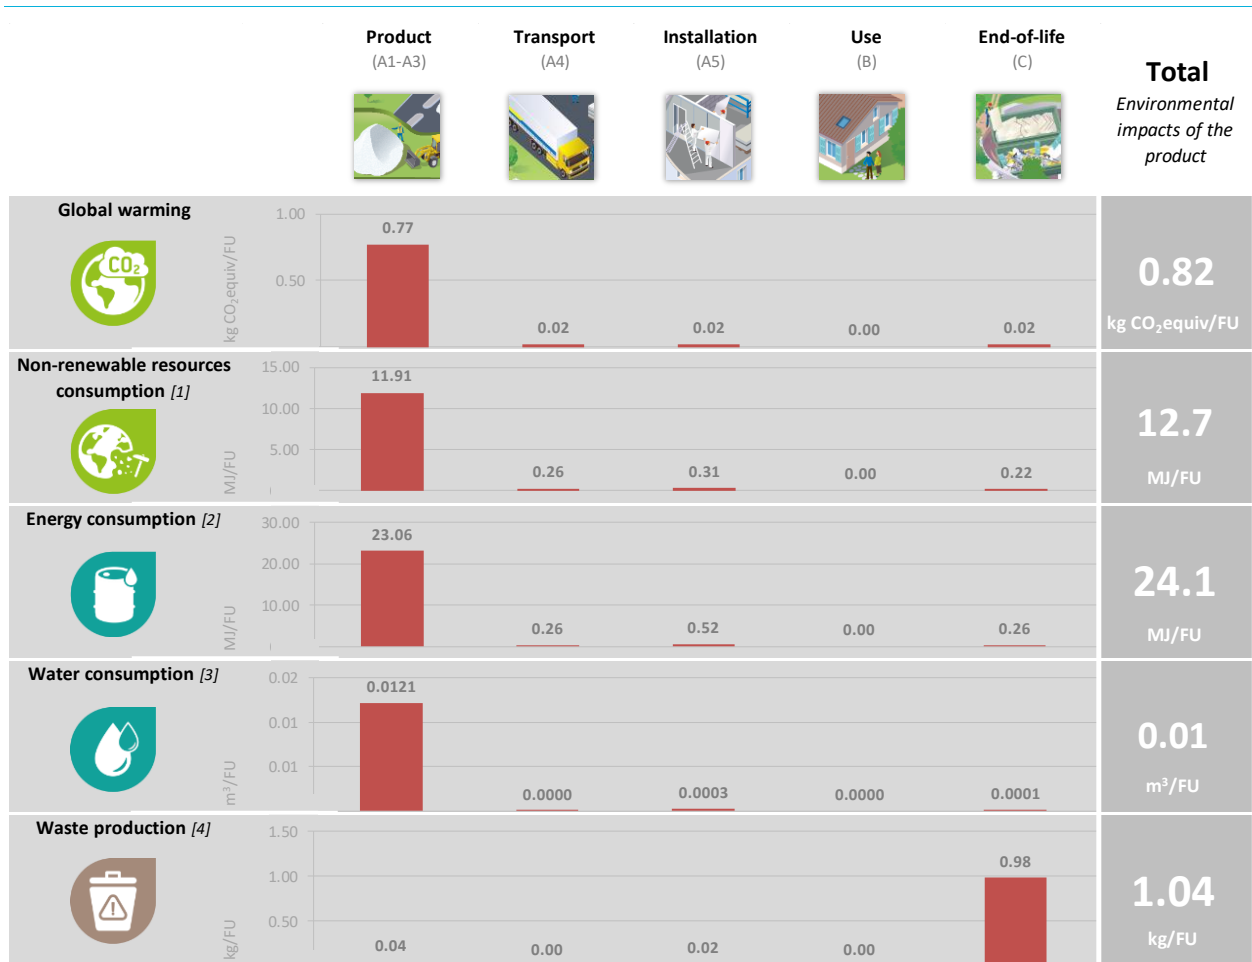 Product
(A1-A3)
Transport
(A4)
Installation
(A5)
Use
(B)
End-of-life
(C)
Total
Environmental
impacts of the
product
Global warming
CO₂
kg CO₂equiv/FU
1.00
0.50
0.77
0.02
0.02
0.00
0.02
0.82
kg CO₂equiv/FU
Non-renewable resources
consumption [1]
MJ/FU
15.00
10.00
5.00
11.91
0.26
0.31
0.00
0.22
12.7
MJ/FU
Energy consumption [2]
MJ/FU
30.00
20.00
10.00
23.06
0.26
0.52
0.00
0.26
24.1
MJ/FU
Water consumption [3]
m³/FU
0.02
0.01
0.01
0.0121
0.0000
0.0003
0.0000
0.0001
0.01
m³/FU
Waste production [4]
kg/FU
1.50
1.00
0.50
0.04
0.00
0.02
0.00
0.98
1.04
kg/FU